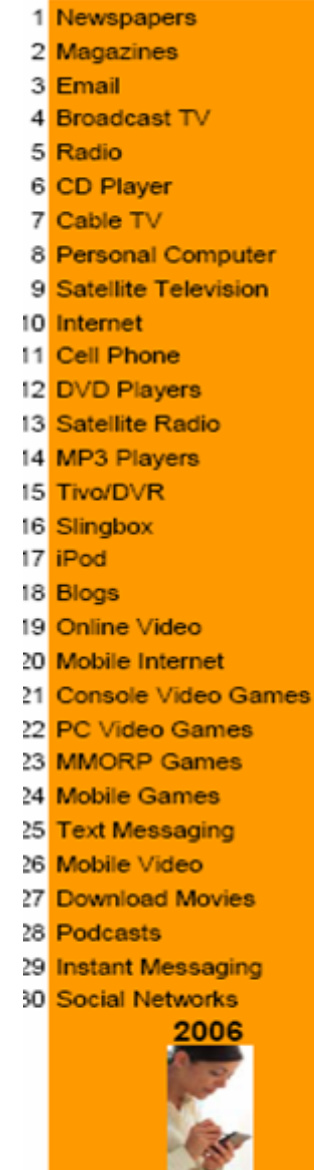 1 Newspapers
2 Magazines
3 Email
4 Broadcast TV
5 Radio
6 CD Player
7 Cable TV
8 Personal Computer
9 Satellite Television
10 Internet
11 Cell Phone
12 DVD Players
13 Satellite Radio
14 MP3 Players
15 Tivo/DVR
16 Slingbox
17 iPod
18 Blogs
19 Online Video
20 Mobile Internet
21 Console Video Games
22 PC Video Games
23 MMORP Games
24 Mobile Games
25 Text Messaging
26 Mobile Video
27 Download Movies
28 Podcasts
29 Instant Messaging
30 Social Networks
2006